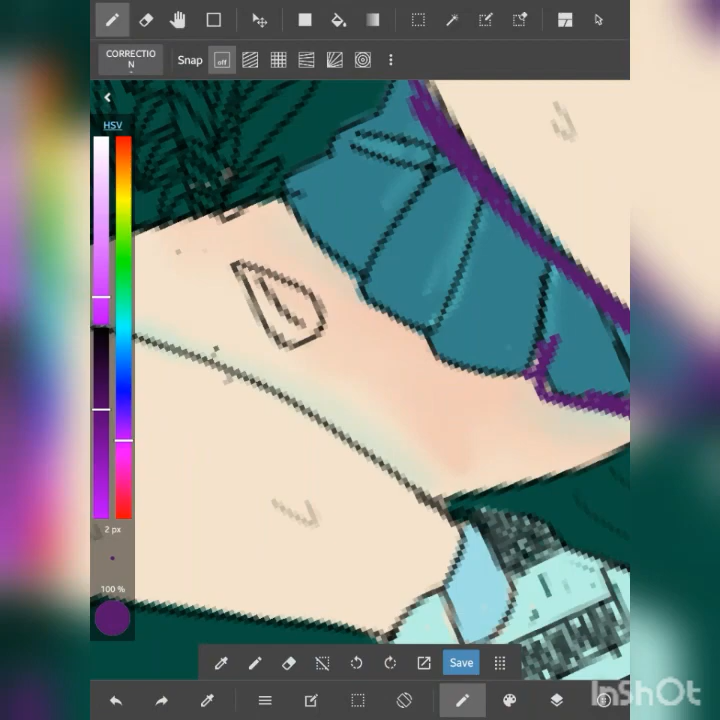 CORRECTIO
N
Snap
off
HSV
2 px
100 %
Save
InShOt